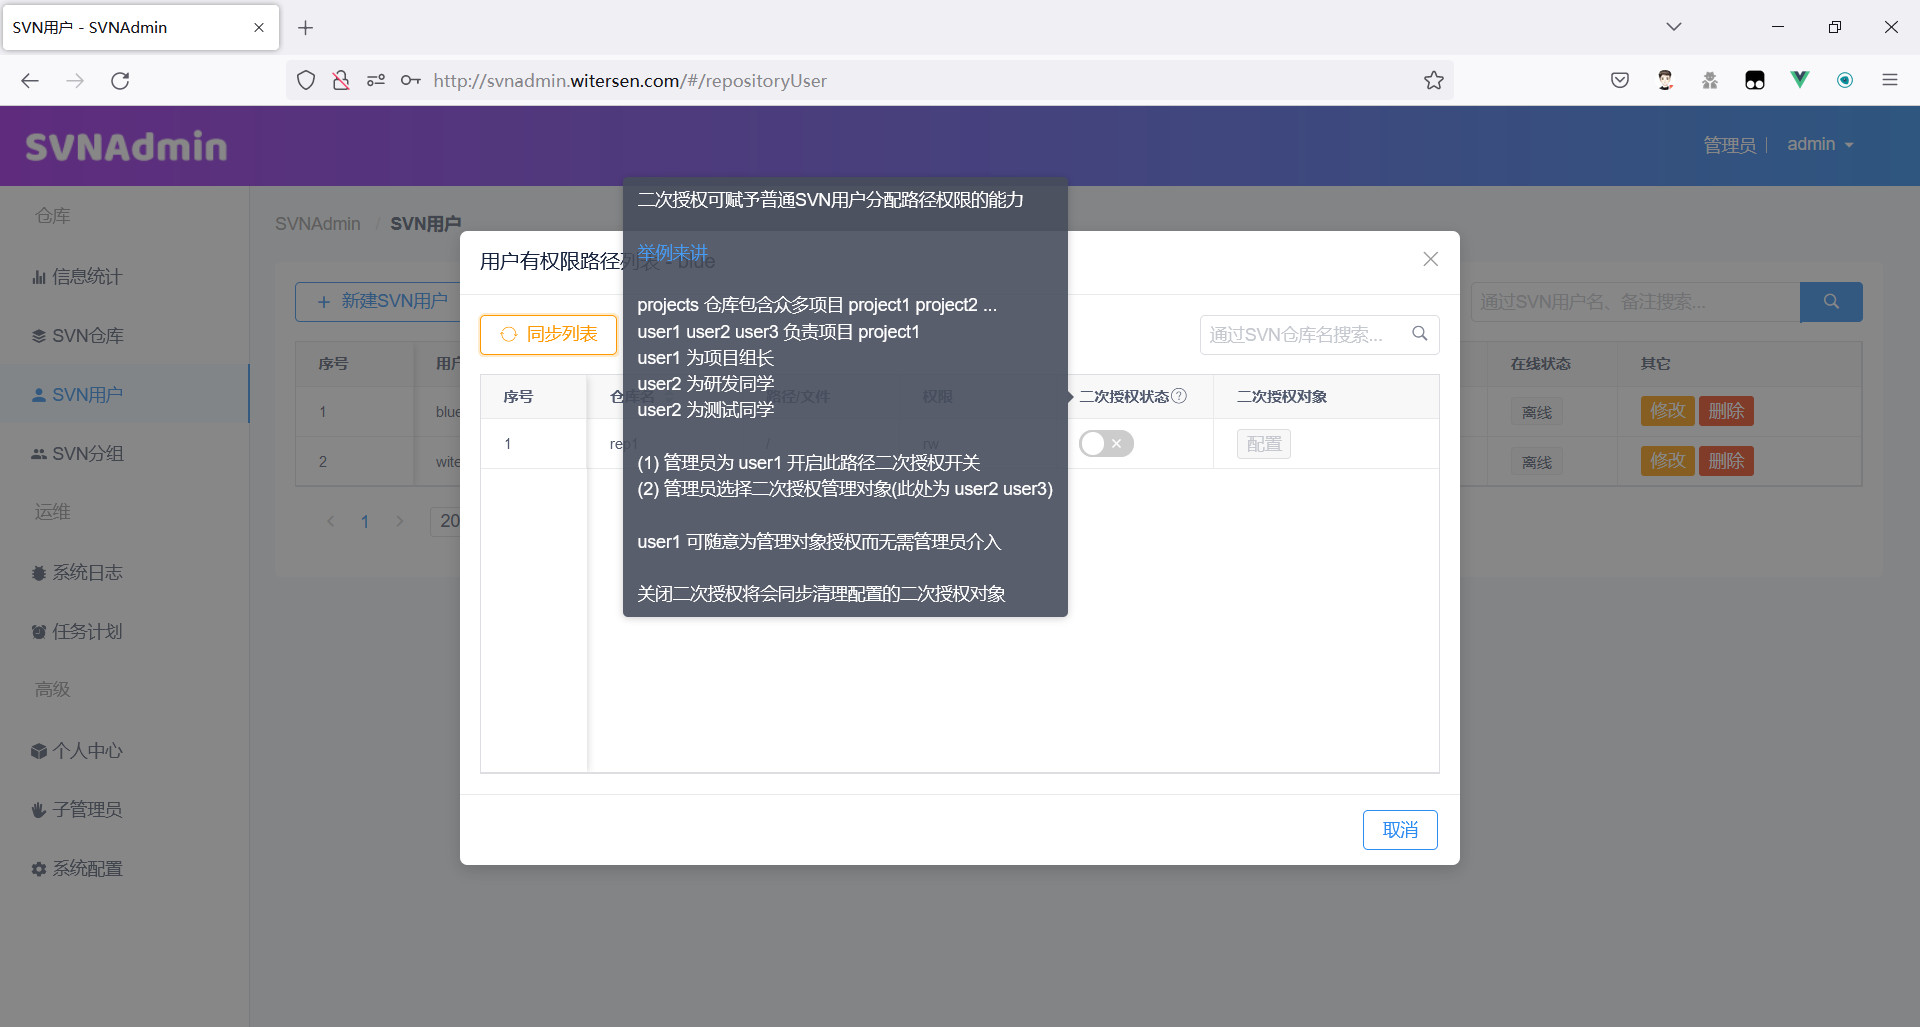 SVN用户 - SVNAdmin
http://svnadmin.witersen.com/#/repositoryUser
SVNAdmin
管理员
admin
仓库
信息统计
SVN仓库
SVN用户
SVN分组
运维
系统日志
任务计划
高级
个人中心
子管理员
系统配置
SVNAdmin / SVN用户
+ 新建SVN用户
通过SVN用户名、备注搜索...
序号
在线状态
其它
1
blue
离线
修改
删除
2
离线
修改
删除
1
用户有权限路径列表 - blue
同步列表
通过SVN仓库名搜索...
序号
仓库名
路径/文件
权限
二次授权状态
二次授权对象
1
rep1
/
rw
配置
取消
二次授权可赋予普通SVN用户分配路径权限的能力
举例来讲
projects 仓库包含众多项目 project1 project2 ...
user1 user2 user3 负责项目 project1
user1 为项目组长
user2 为研发同学
user2 为测试同学
(1) 管理员为 user1 开启此路径二次授权开关
(2) 管理员选择二次授权管理对象(此处为 user2 user3)
user1 可随意为管理对象授权而无需管理员介入
关闭二次授权将会同步清理配置的二次授权对象